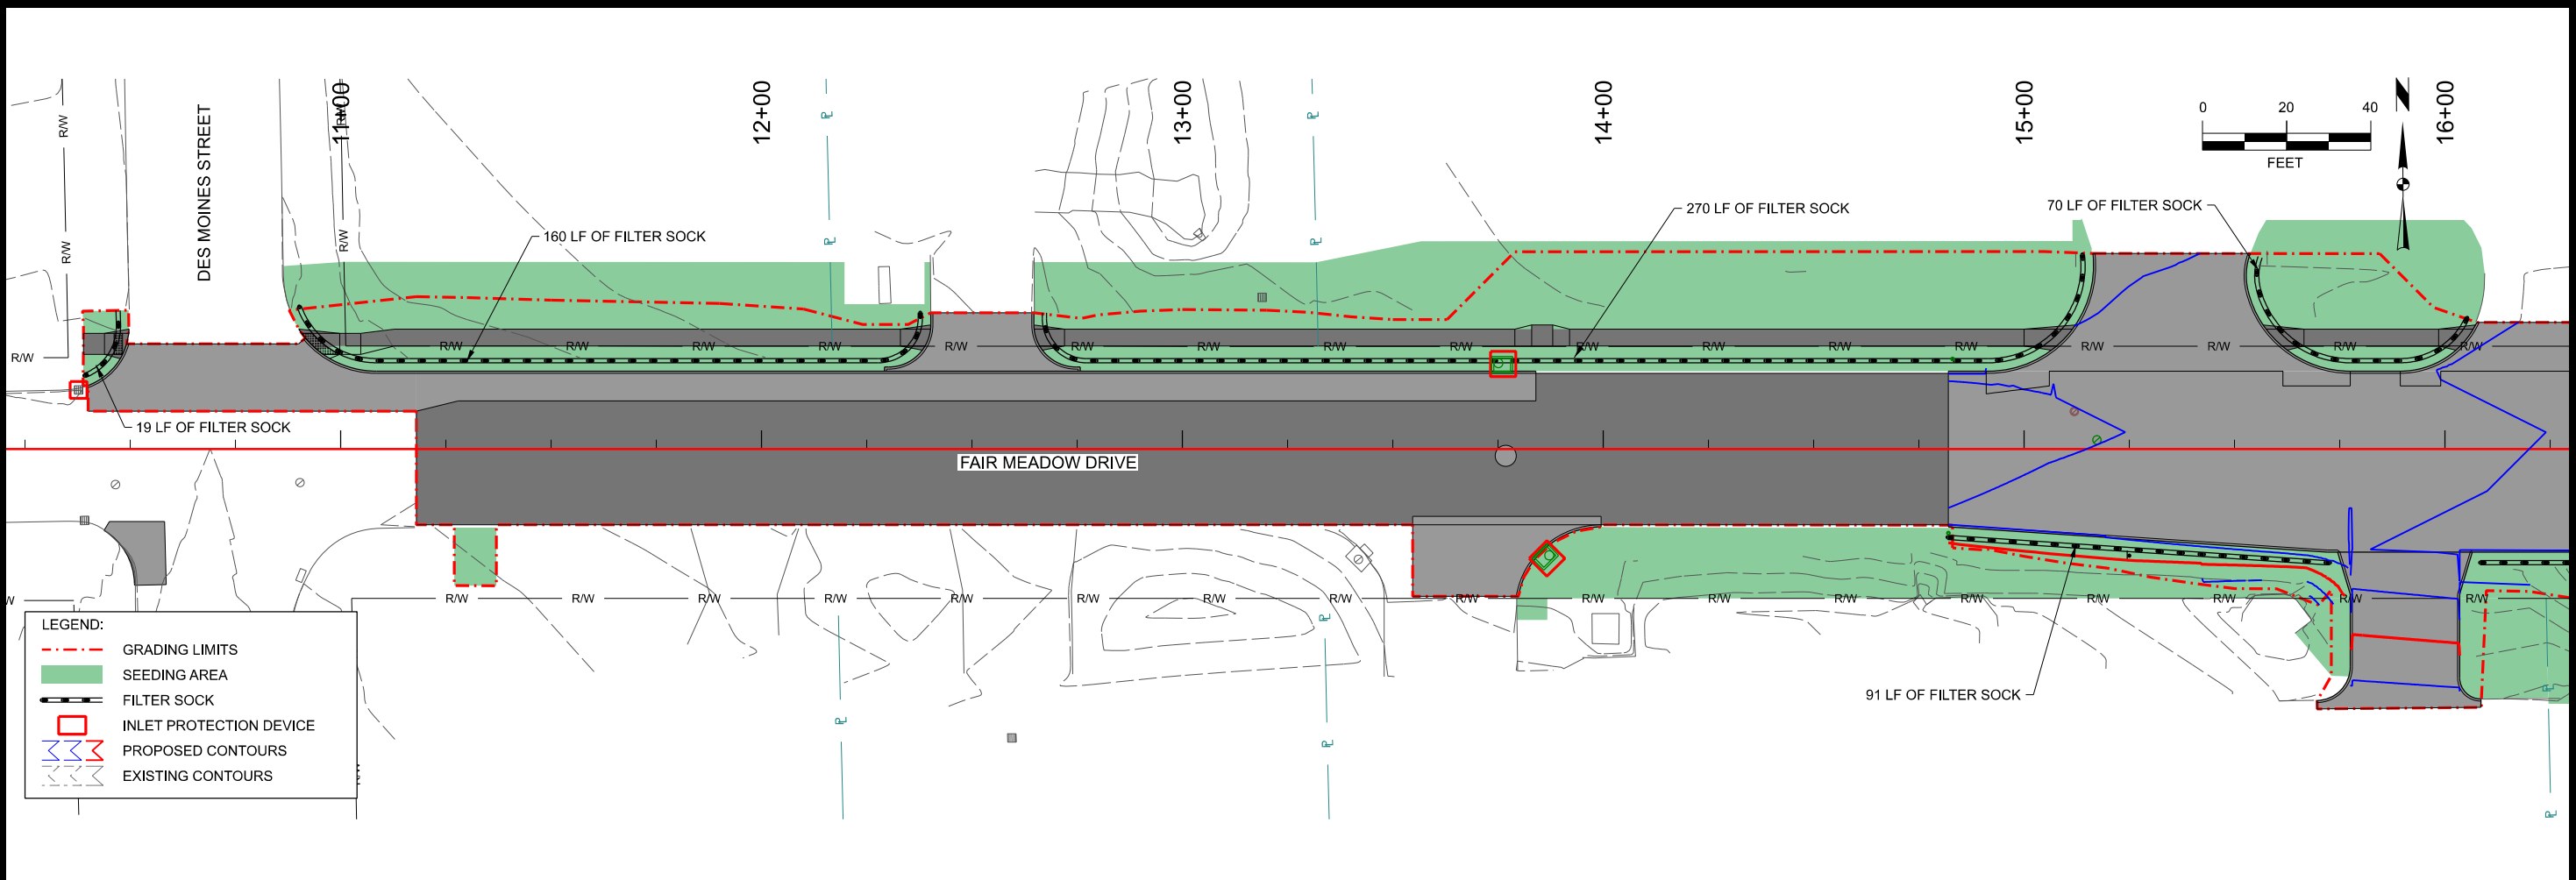 11+00
12+00
13+00
14+00
15+00
16+00
0 20 40
FEET
N
DES MOINES STREET
R/W
R/W
R/W
R/W
R/W
160 LF OF FILTER SOCK
270 LF OF FILTER SOCK
70 LF OF FILTER SOCK
R/W R/W R/W R/W R/W R/W R/W R/W R/W R/W R/W R/W R/W R/W R/W R/W R/W
19 LF OF FILTER SOCK
FAIR MEADOW DRIVE
R/W R/W R/W R/W R/W R/W R/W R/W R/W R/W R/W R/W R/W R/W R/W R/W R/W
91 LF OF FILTER SOCK
LEGEND:
GRADING LIMITS
SEEDING AREA
FILTER SOCK
INLET PROTECTION DEVICE
PROPOSED CONTOURS
EXISTING CONTOURS